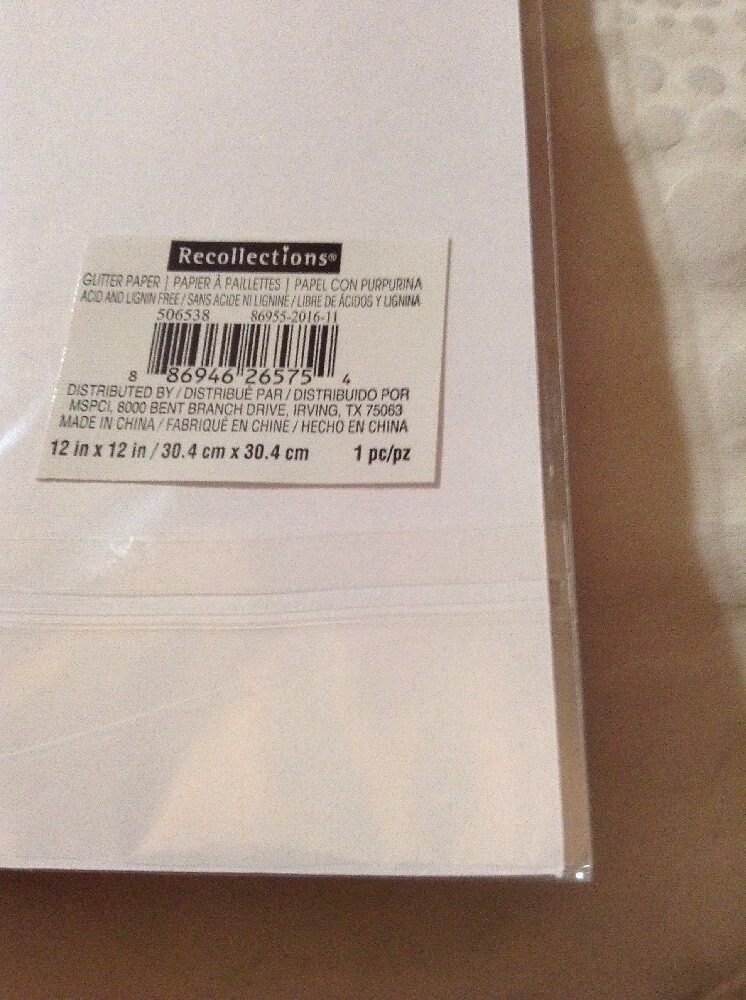 Recollections®
GLITTER PAPER | PAPIER À PAILLETTES | PAPEL CON PURPURINA
ACID AND LIGNIN FREE / SANS ACIDE NI LIGNINE / LIBRE DE ÁCIDOS Y LIGNINA
506538 86955-2016-11
8 86946 26575 4
DISTRIBUTED BY / DISTRIBUÉ PAR / DISTRIBUIDO POR
MSPCI, 8000 BENT BRANCH DRIVE, IRVING, TX 75063
MADE IN CHINA / FABRIQUÉ EN CHINE / HECHO EN CHINA
12 in x 12 in / 30.4 cm x 30.4 cm 1 pc/pz